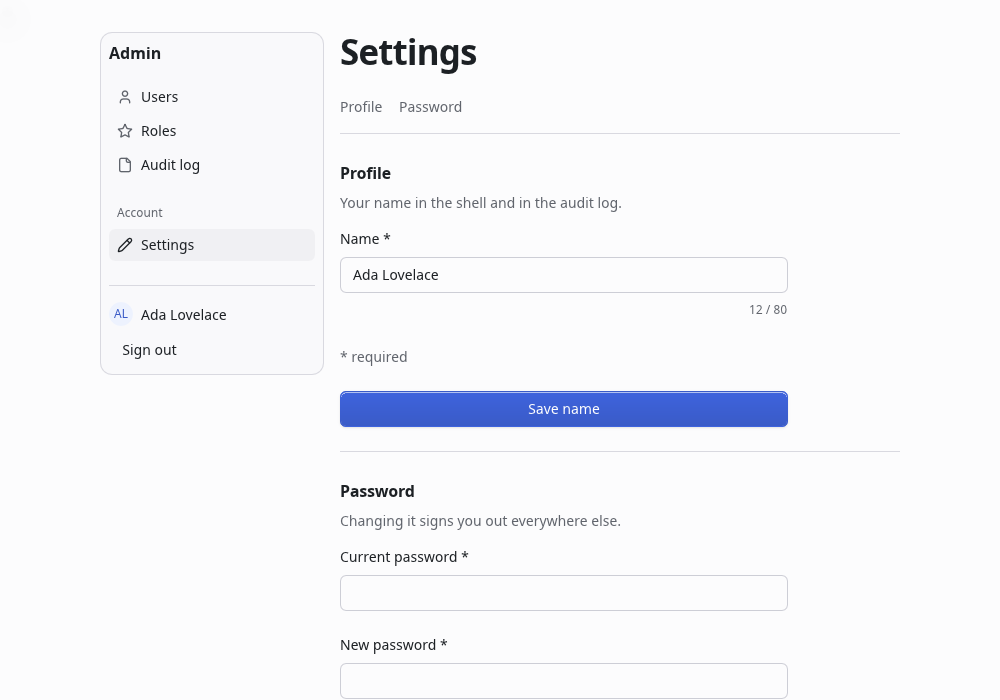 Admin
Users
Roles
Audit log
Account
Settings
AL Ada Lovelace
Sign out
Settings
Profile Password
Profile
Your name in the shell and in the audit log.
Name *
Ada Lovelace
12 / 80
* required
Save name
Password
Changing it signs you out everywhere else.
Current password *
New password *